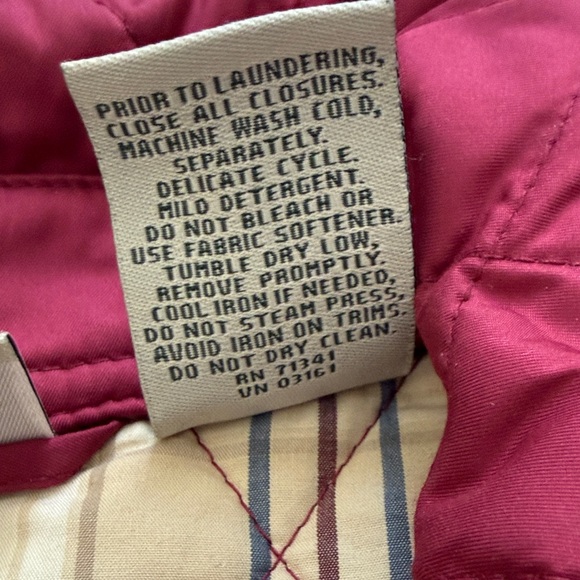 PRIOR TO LAUNDERING,
CLOSE ALL CLOSURES.
MACHINE WASH COLD,
SEPARATELY.
DELICATE CYCLE.
MILD DETERGENT.
DO NOT BLEACH OR
USE FABRIC SOFTENER.
TUMBLE DRY LOW,
REMOVE PROMPTLY.
COOL IRON IF NEEDED,
DO NOT STEAM PRESS,
AVOID IRON ON TRIMS.
DO NOT DRY CLEAN.
RN 71341
VN 03161